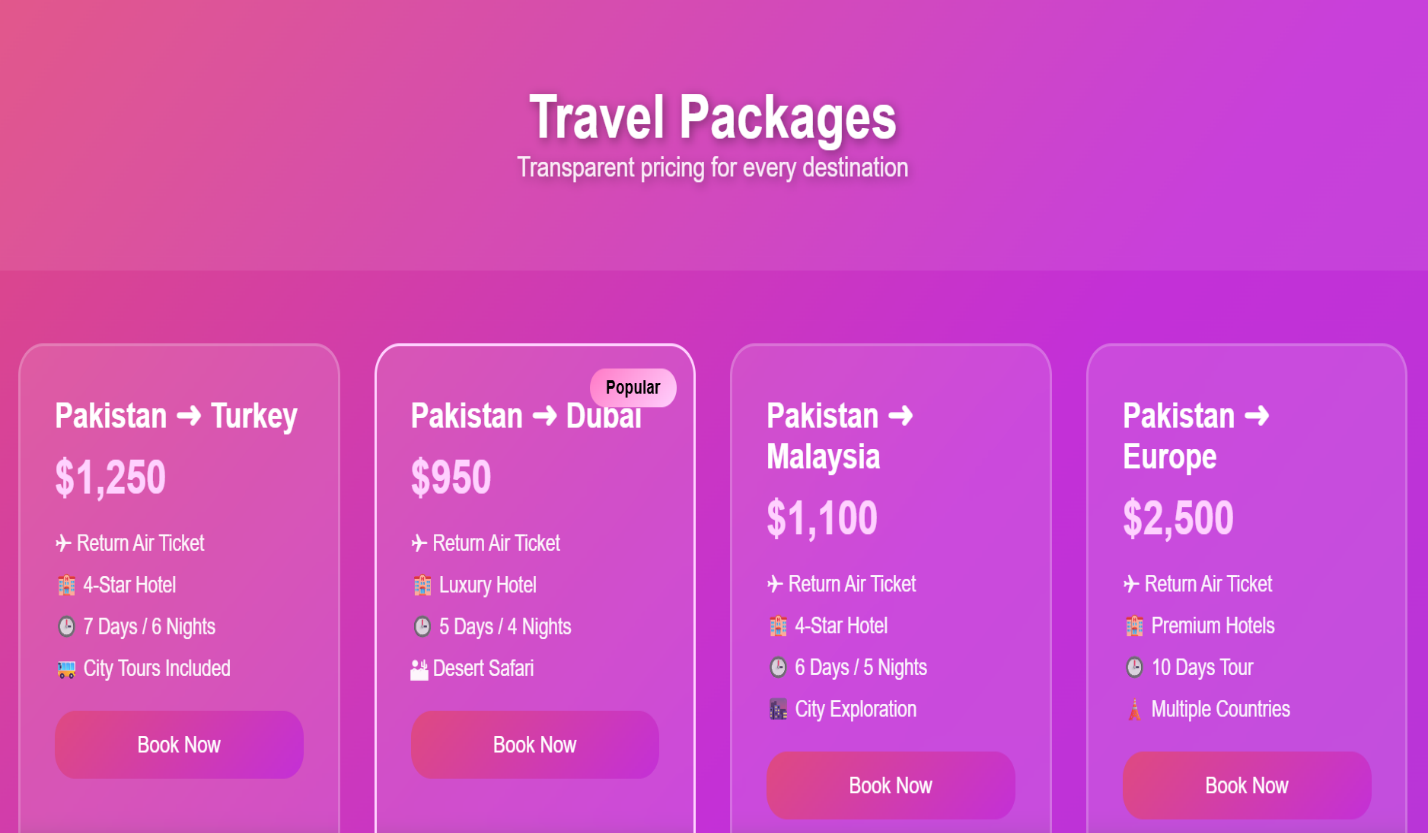 Travel Packages
Transparent pricing for every destination
Pakistan ➜ Turkey
$1,250
✈ Return Air Ticket
🏨 4-Star Hotel
🕒 7 Days / 6 Nights
🚌 City Tours Included
Book Now
Popular
Pakistan ➜ Dubai
$950
✈ Return Air Ticket
🏨 Luxury Hotel
🕒 5 Days / 4 Nights
🏜 Desert Safari
Book Now
Pakistan ➜
Malaysia
$1,100
✈ Return Air Ticket
🏨 4-Star Hotel
🕒 6 Days / 5 Nights
🌆 City Exploration
Book Now
Pakistan ➜
Europe
$2,500
✈ Return Air Ticket
🏨 Premium Hotels
🕒 10 Days Tour
🗼 Multiple Countries
Book Now